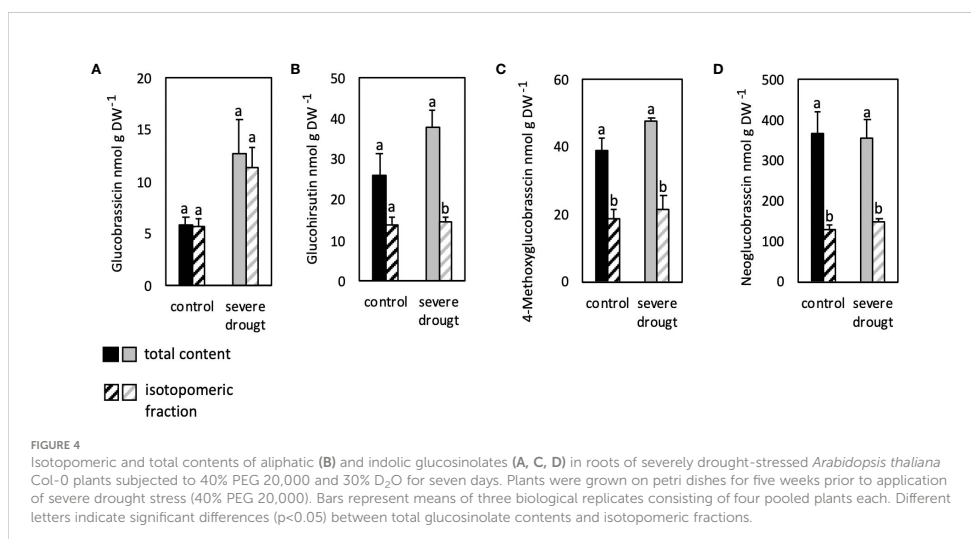 A
Glucobrassicin nmol g DW⁻¹
20
15
10
5
0
a
a
a
a
control
severe
drougt
B
Glucohirsutin nmol g DW⁻¹
50
40
30
20
10
0
a
a
a
b
control
severe
drougt
C
4-Methoxyglucobrasscin nmol g DW⁻¹
60
40
20
0
a
b
a
b
control
severe
drougt
D
Neoglucobrasscin nmol g DW⁻¹
500
400
300
200
100
0
a
b
a
b
control
severe
drougt
total content
isotopomeric
fraction
FIGURE 4
Isotopomeric and total contents of aliphatic (B) and indolic glucosinolates (A, C, D) in roots of severely drought-stressed Arabidopsis thaliana
Col-0 plants subjected to 40% PEG 20,000 and 30% D₂O for seven days. Plants were grown on petri dishes for five weeks prior to application
of severe drought stress (40% PEG 20,000). Bars represent means of three biological replicates consisting of four pooled plants each. Different
letters indicate significant differences (p<0.05) between total glucosinolate contents and isotopomeric fractions.